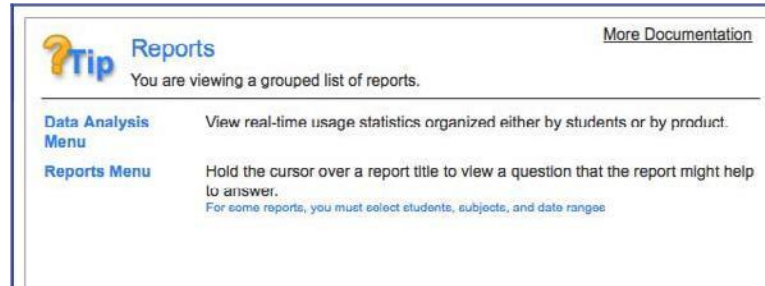 More Documentation
?Tip Reports
You are viewing a grouped list of reports.
Data Analysis View real-time usage statistics organized either by students or by product.
Menu
Reports Menu Hold the cursor over a report title to view a question that the report might help
to answer.
For some reports, you must select students, subjects, and date ranges